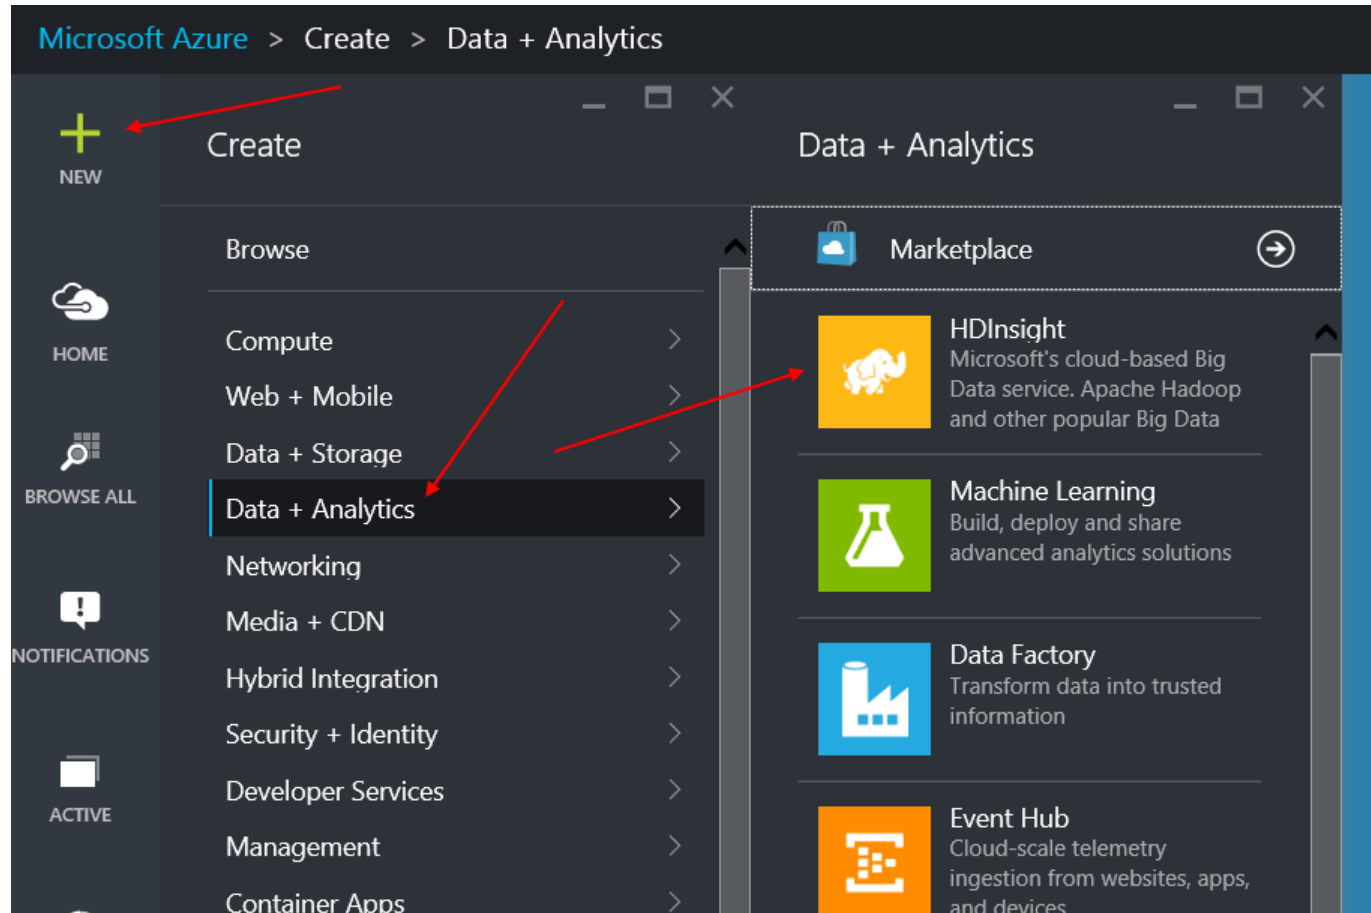 Microsoft Azure > Create > Data + Analytics
NEW
HOME
BROWSE ALL
NOTIFICATIONS
ACTIVE
Create
Browse
Compute
Web + Mobile
Data + Storage
Data + Analytics
Networking
Media + CDN
Hybrid Integration
Security + Identity
Developer Services
Management
Container Apps
Data + Analytics
Marketplace
HDInsight
Microsoft's cloud-based Big
Data service. Apache Hadoop
and other popular Big Data
Machine Learning
Build, deploy and share
advanced analytics solutions
Data Factory
Transform data into trusted
information
Event Hub
Cloud-scale telemetry
ingestion from websites, apps,
and devices